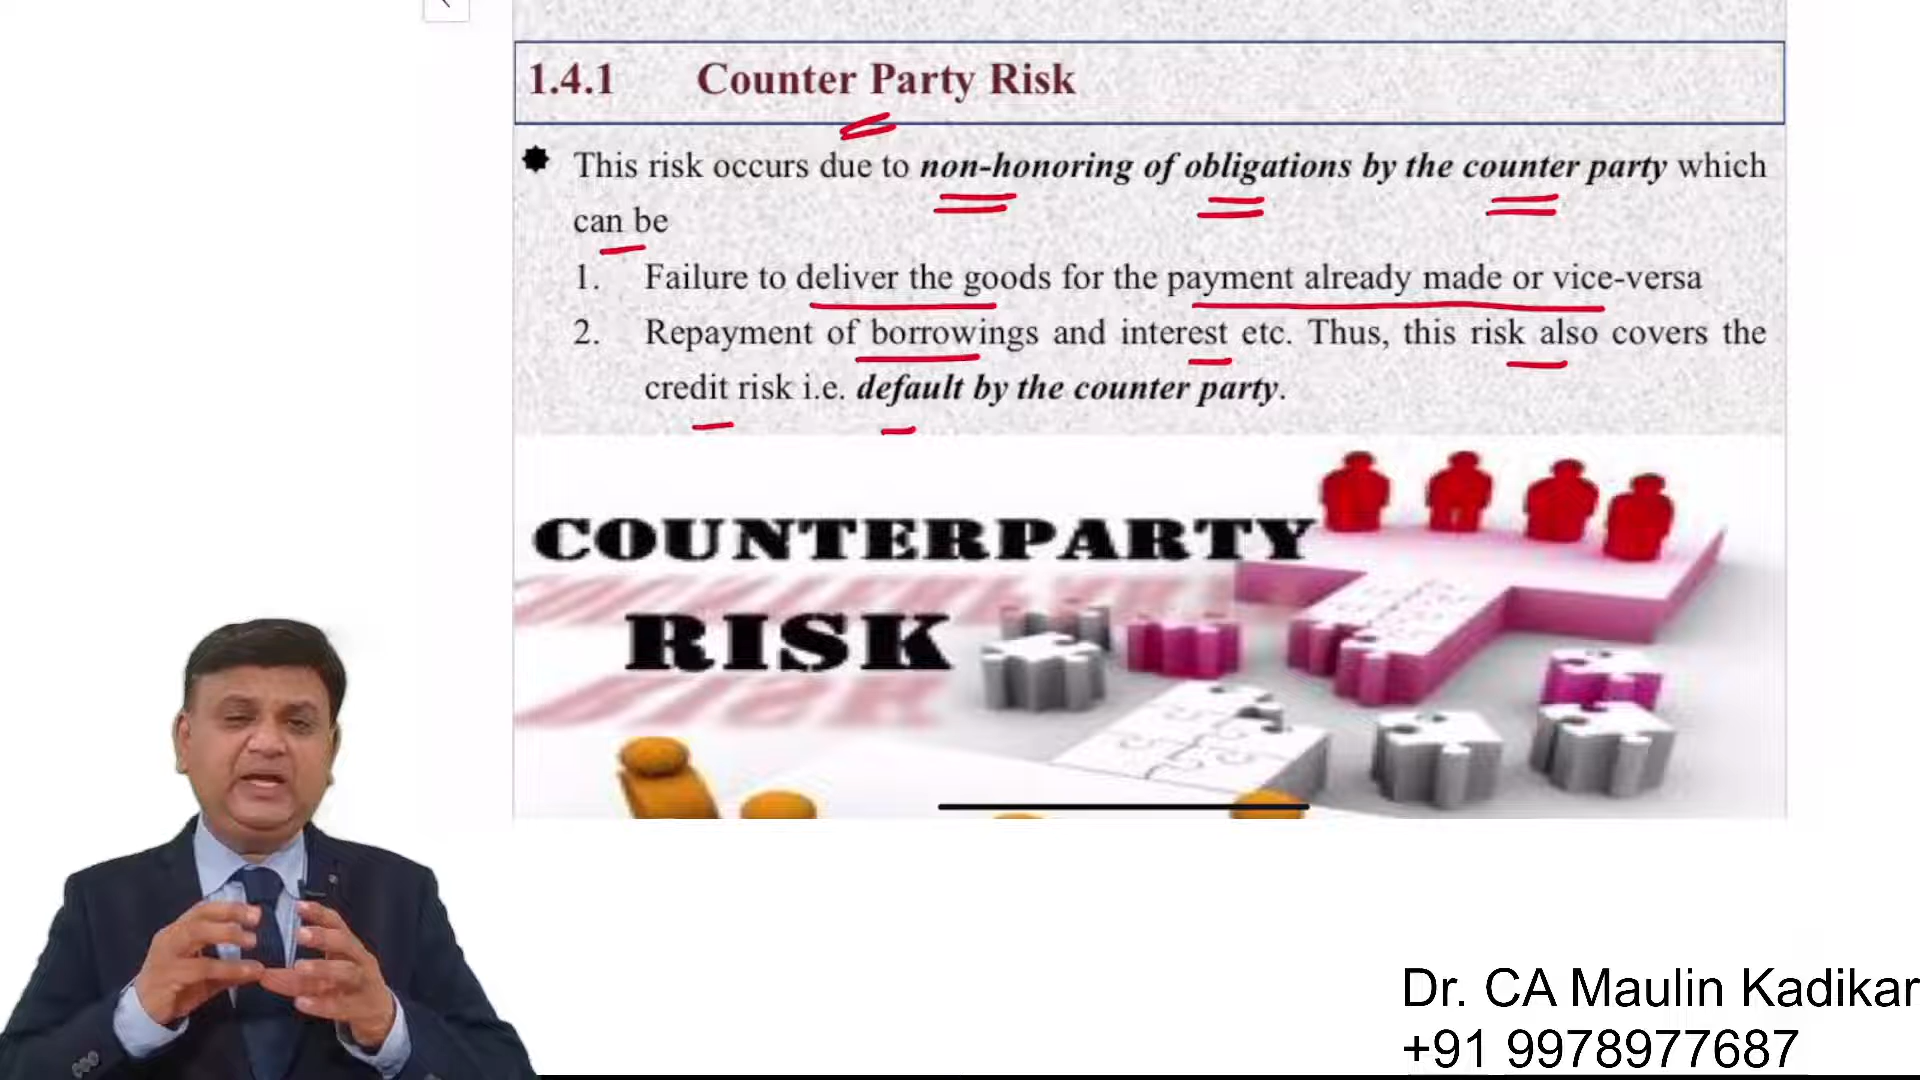 1.4.1 Counter Party Risk
This risk occurs due to non-honoring of obligations by the counter party which
can be
1. Failure to deliver the goods for the payment already made or vice-versa
2. Repayment of borrowings and interest etc. Thus, this risk also covers the
credit risk i.e. default by the counter party.
COUNTERPARTY
RISK
Dr. CA Maulin Kadikar
+91 9978977687